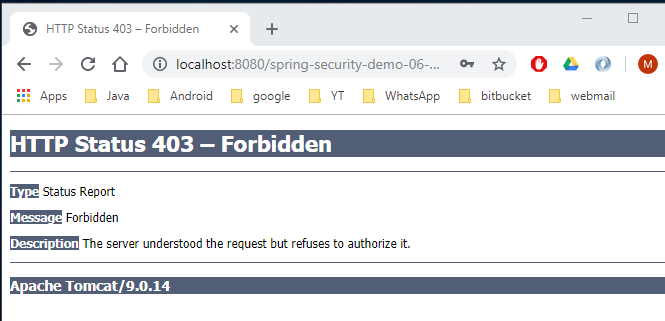 HTTP Status 403 – Forbidden
localhost:8080/spring-security-demo-06-...
M
Apps Java Android google YT WhatsApp bitbucket webmail
HTTP Status 403 – Forbidden
Type Status Report
Message Forbidden
Description The server understood the request but refuses to authorize it.
Apache Tomcat/9.0.14